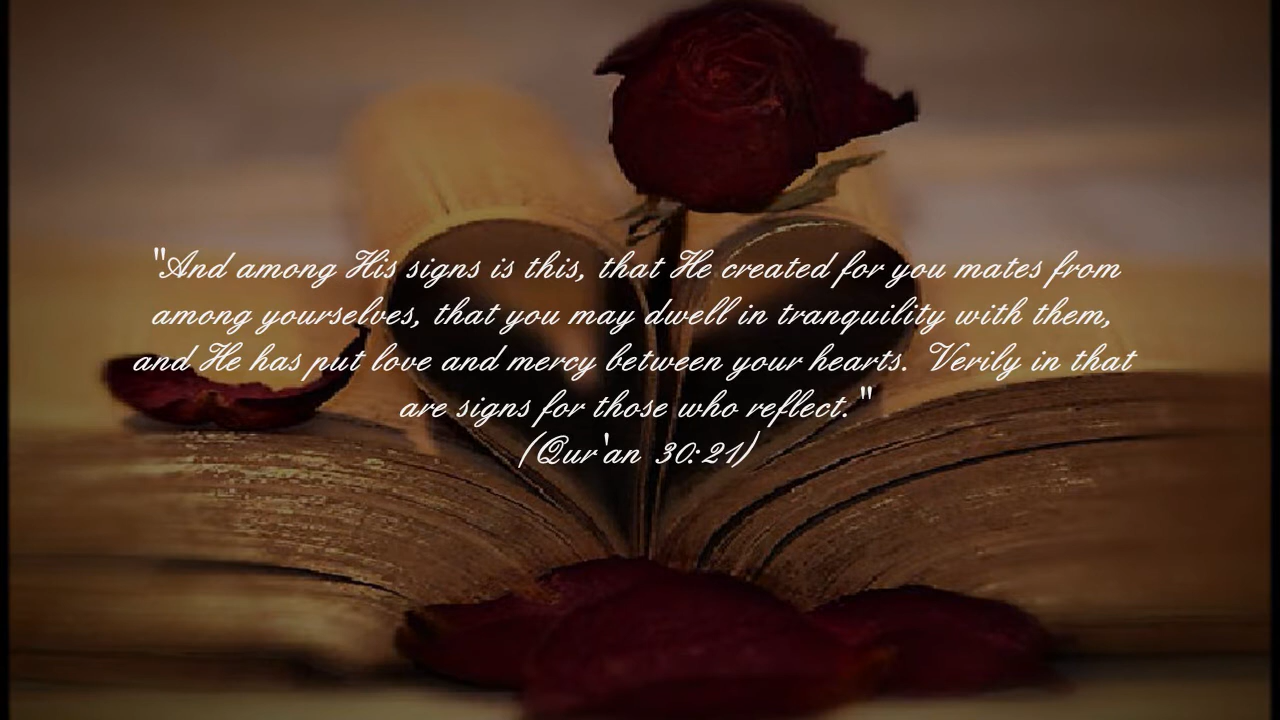 "And among His signs is this, that He created for you mates from
among yourselves, that you may dwell in tranquility with them,
and He has put love and mercy between your hearts. Verily in that
are signs for those who reflect."
(Qur'an 30:21)